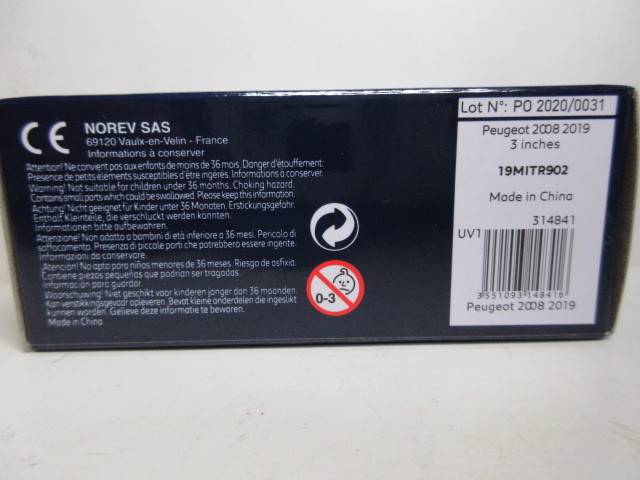 CE
NOREV SAS
69120 Vaulx-en-Velin - France
Informations à conserver
Attention! Ne convient pas aux enfants de moins de 36 mois. Danger d'étouffement:
Présence de petits éléments susceptibles d'être ingérés. Informations à conserver.
Warning! Not suitable for children under 36 months. Choking hazard.
Contains small parts which could be swallowed. Please keep this information.
Achtung! Nicht geeignet für Kinder unter 36 Monaten. Erstickungsgefahr.
Enthält Kleinteile, die verschluckt werden könnten.
Informationen bitte aufbewahren.
Attenzione! Non adatto a bambini di età inferiore a 36 mesi. Pericolo di
soffocamento. Presenza di piccole parti che potrebbero essere ingerite.
Informazioni da conservare.
Atención! No apto para niños menores de 36 meses. Riesgo de asfixia.
Contiene piezas pequeñas que podrían ser tragadas.
Información para guardar.
Waarschuwing! Niet geschikt voor kinderen jonger dan 36 maanden.
Kan verstikkingsgevaar opleveren. Bevat kleine onderdelen die ingeslikt
kunnen worden. Gelieve deze informatie te bewaren.
Made in China
0-3
Lot N°: PO 2020/0031
Peugeot 2008 2019
3 inches
19MITR902
Made in China
314841
UV1
3551093148416
Peugeot 2008 2019